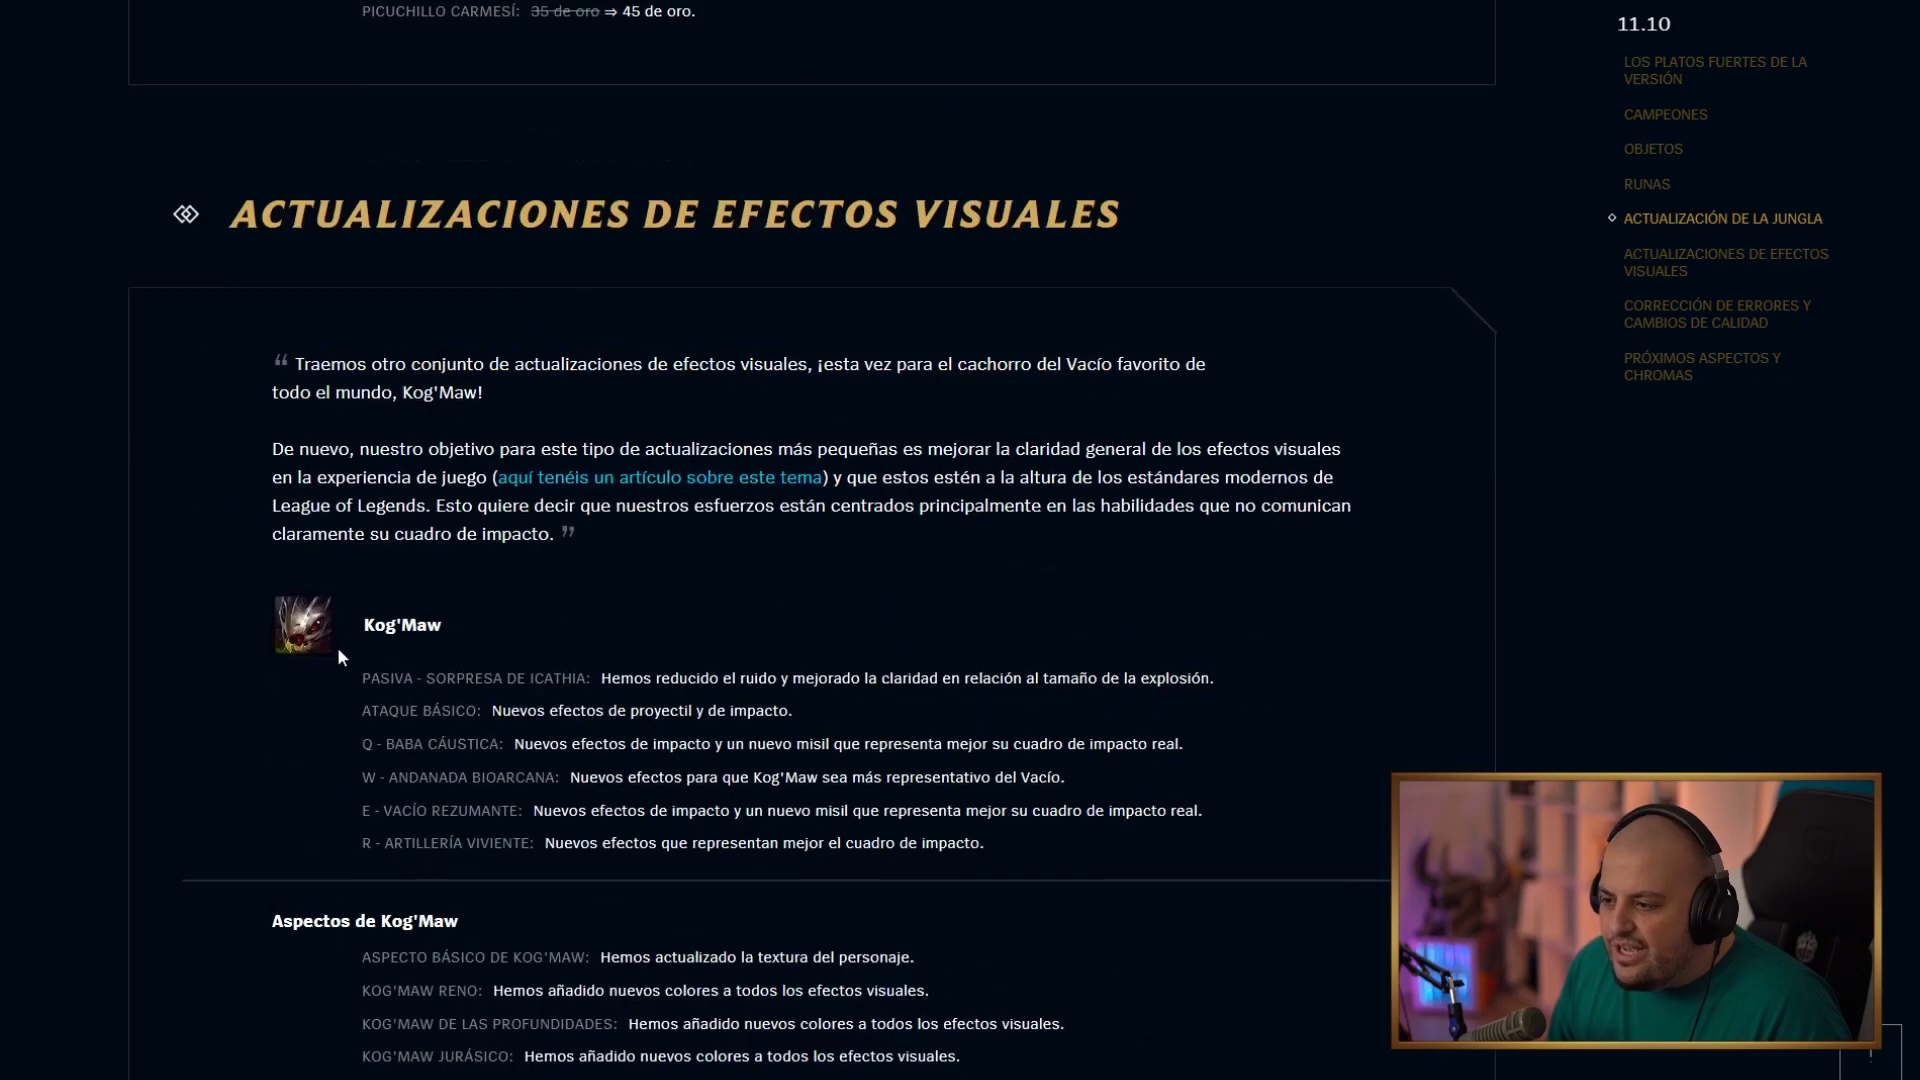 PICUCHILLO CARMESÍ: 35 de oro ⇒ 45 de oro.
ACTUALIZACIONES DE EFECTOS VISUALES
“ Traemos otro conjunto de actualizaciones de efectos visuales, ¡esta vez para el cachorro del Vacío favorito de
todo el mundo, Kog'Maw!
De nuevo, nuestro objetivo para este tipo de actualizaciones más pequeñas es mejorar la claridad general de los efectos visuales
en la experiencia de juego (aquí tenéis un artículo sobre este tema) y que estos estén a la altura de los estándares modernos de
League of Legends. Esto quiere decir que nuestros esfuerzos están centrados principalmente en las habilidades que no comunican
claramente su cuadro de impacto. ”
Kog'Maw
PASIVA - SORPRESA DE ICATHIA: Hemos reducido el ruido y mejorado la claridad en relación al tamaño de la explosión.
ATAQUE BÁSICO: Nuevos efectos de proyectil y de impacto.
Q - BABA CÁUSTICA: Nuevos efectos de impacto y un nuevo misil que representa mejor su cuadro de impacto real.
W - ANDANADA BIOARCANA: Nuevos efectos para que Kog'Maw sea más representativo del Vacío.
E - VACÍO REZUMANTE: Nuevos efectos de impacto y un nuevo misil que representa mejor su cuadro de impacto real.
R - ARTILLERÍA VIVIENTE: Nuevos efectos que representan mejor el cuadro de impacto.
Aspectos de Kog'Maw
ASPECTO BÁSICO DE KOG'MAW: Hemos actualizado la textura del personaje.
KOG'MAW RENO: Hemos añadido nuevos colores a todos los efectos visuales.
KOG'MAW DE LAS PROFUNDIDADES: Hemos añadido nuevos colores a todos los efectos visuales.
KOG'MAW JURÁSICO: Hemos añadido nuevos colores a todos los efectos visuales.
11.10
LOS PLATOS FUERTES DE LA
VERSIÓN
CAMPEONES
OBJETOS
RUNAS
ACTUALIZACIÓN DE LA JUNGLA
ACTUALIZACIONES DE EFECTOS
VISUALES
CORRECCIÓN DE ERRORES Y
CAMBIOS DE CALIDAD
PRÓXIMOS ASPECTOS Y
CHROMAS